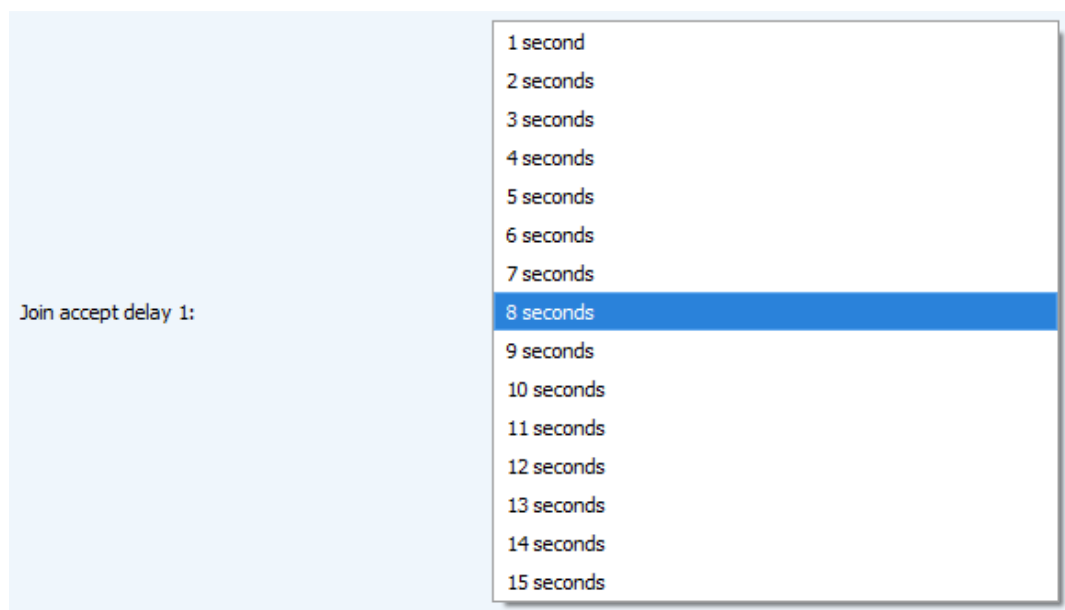 1 second
2 seconds
3 seconds
4 seconds
5 seconds
6 seconds
7 seconds
Join accept delay 1:
8 seconds
9 seconds
10 seconds
11 seconds
12 seconds
13 seconds
14 seconds
15 seconds